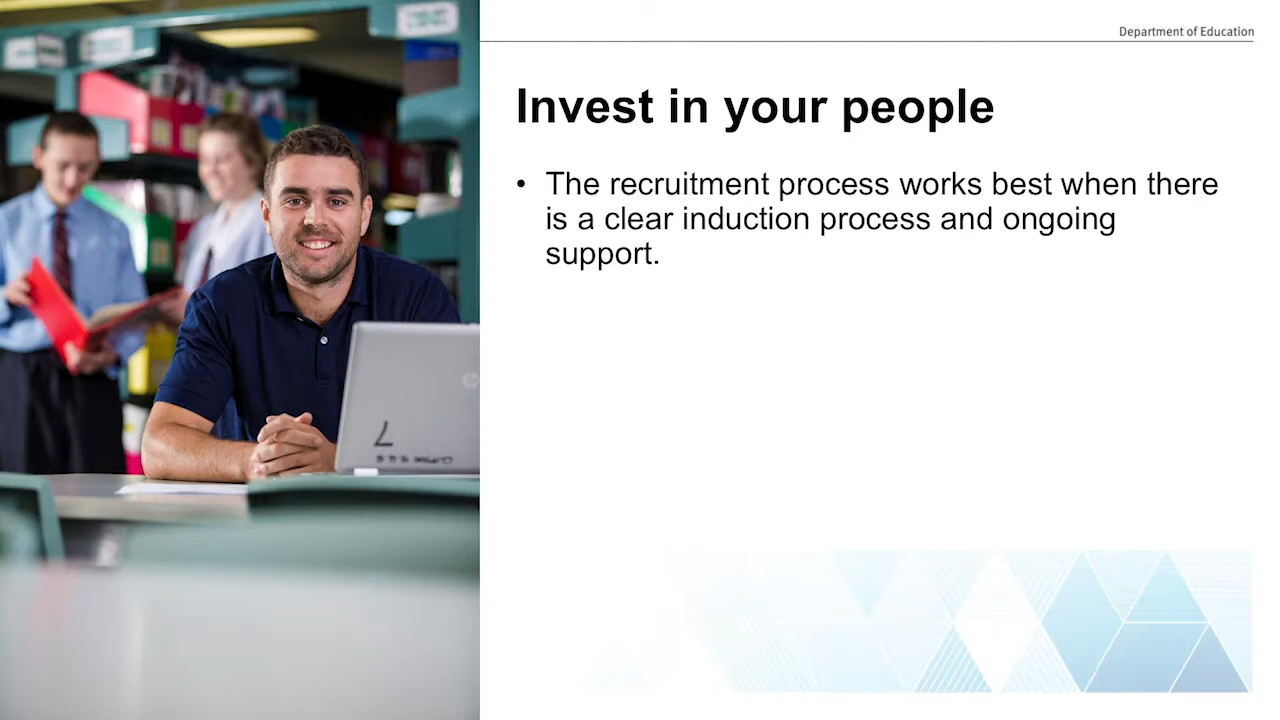 Department of Education
Invest in your people
• The recruitment process works best when there
is a clear induction process and ongoing
support.
7